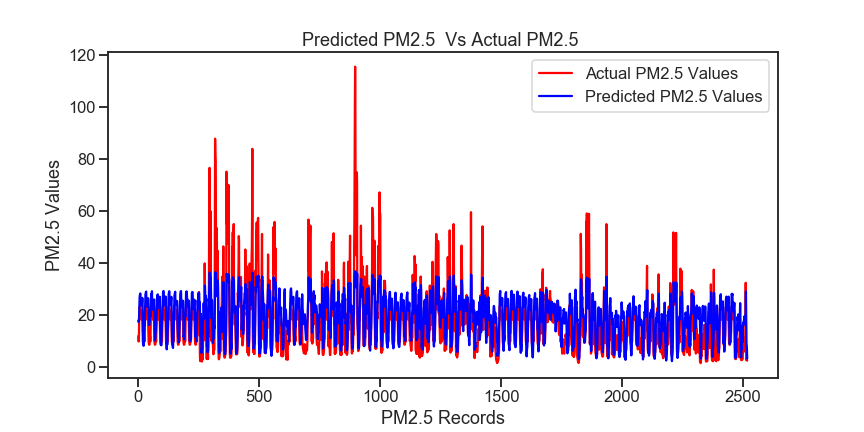 Predicted PM2.5  Vs Actual PM2.5
Actual PM2.5 Values
Predicted PM2.5 Values
PM2.5 Values
120
100
80
60
40
20
0
0 500 1000 1500 2000 2500
PM2.5 Records